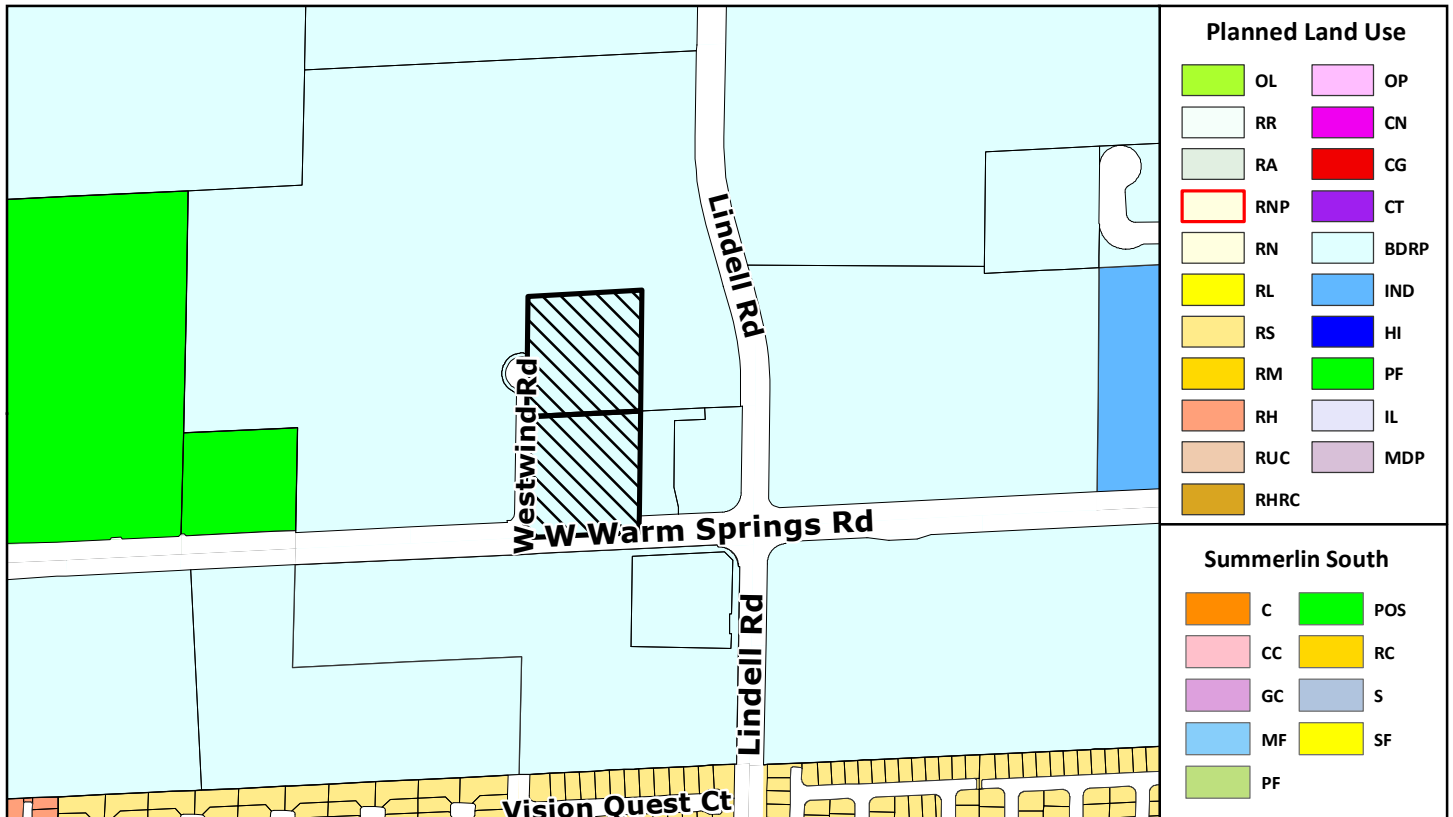 Lindell Rd
Westwind Rd
W Warm Springs Rd
Lindell Rd
Vision Quest Ct
Planned Land Use
OL OP
RR CN
RA CG
RNP CT
RN BDRP
RL IND
RS HI
RM PF
RH IL
RUC MDP
RHRC
Summerlin South
C POS
CC RC
GC S
MF SF
PF